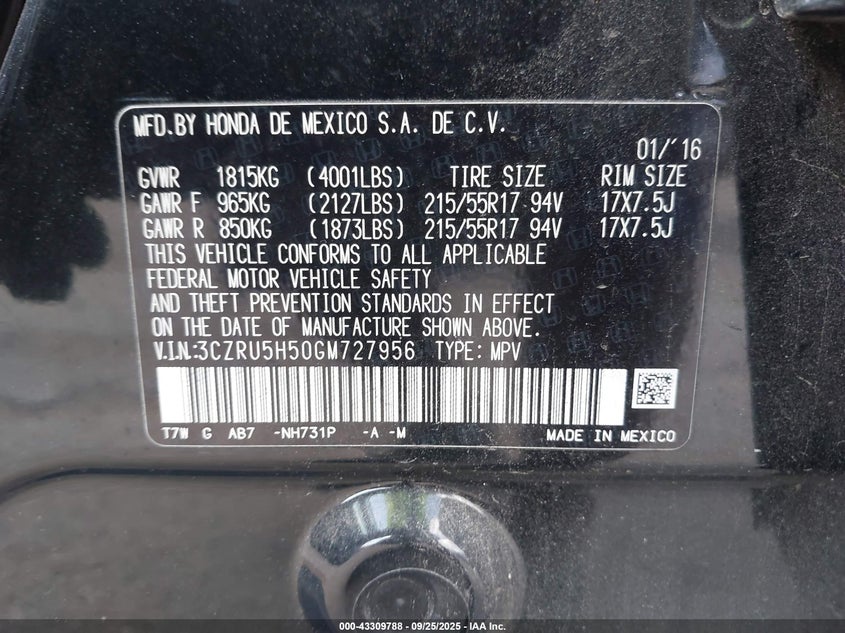 MFD.BY HONDA DE MEXICO S.A. DE C.V.
01/'16
GVWR 1815KG (4001LBS) TIRE SIZE RIM SIZE
GAWR F 965KG (2127LBS) 215/55R17 94V 17X7.5J
GAWR R 850KG (1873LBS) 215/55R17 94V 17X7.5J
THIS VEHICLE CONFORMS TO ALL APPLICABLE
FEDERAL MOTOR VEHICLE SAFETY
AND THEFT PREVENTION STANDARDS IN EFFECT
ON THE DATE OF MANUFACTURE SHOWN ABOVE.
V.I.N:3CZRU5H50GM727956 TYPE: MPV
T7W G AB7 -NH731P -A -M MADE IN MEXICO
000-43309788 - 09/25/2025 - IAA Inc.